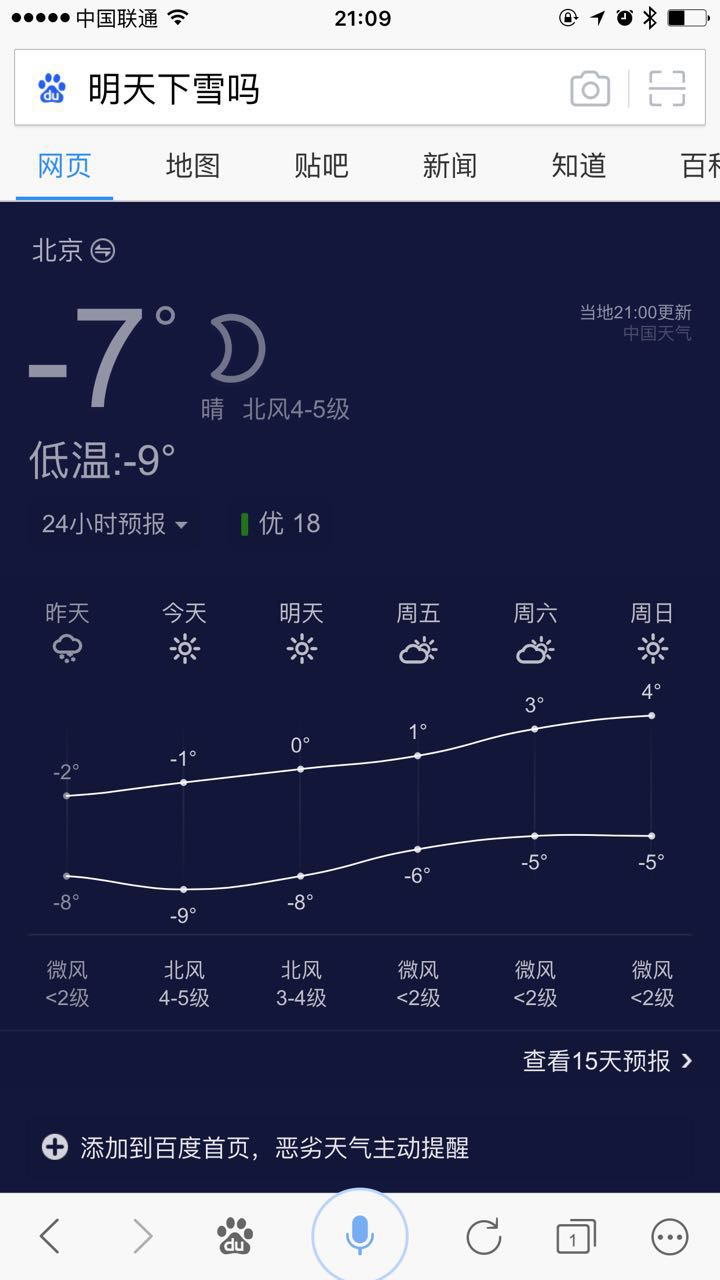 中国联通
21:09
du
明天下雪吗
网页 地图 贴吧 新闻 知道 百科
北京
当地21:00更新
中国天气
-7°
晴 北风4-5级
低温:-9°
24小时预报
优 18
昨天 今天 明天 周五 周六 周日
-2° -1° 0° 1° 3° 4°
-8° -9° -8° -6° -5° -5°
微风 北风 北风 微风 微风 微风
<2级 4-5级 3-4级 <2级 <2级 <2级
查看15天预报
添加到百度首页，恶劣天气主动提醒
du
1